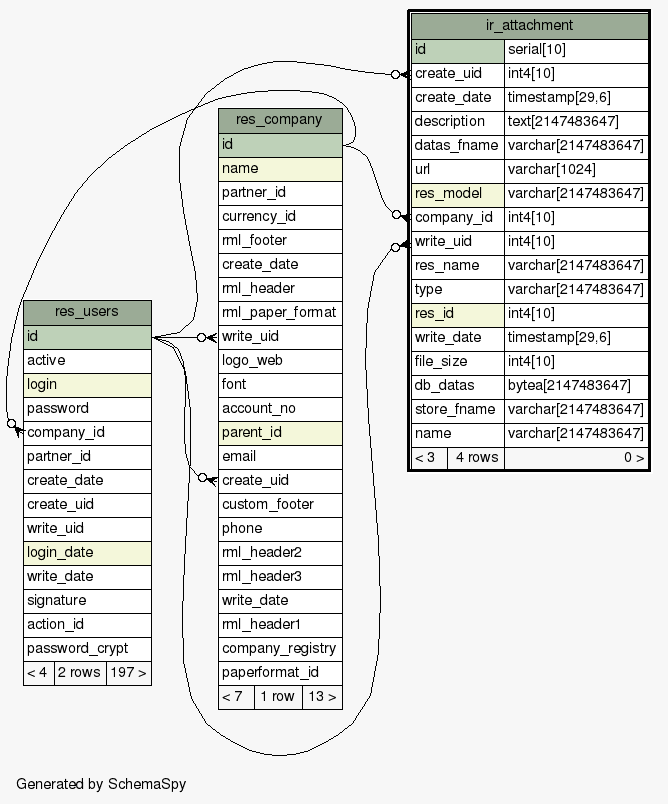 ir_attachment
id serial[10]
create_uid int4[10]
create_date timestamp[29,6]
description text[2147483647]
datas_fname varchar[2147483647]
url varchar[1024]
res_model varchar[2147483647]
company_id int4[10]
write_uid int4[10]
res_name varchar[2147483647]
type varchar[2147483647]
res_id int4[10]
write_date timestamp[29,6]
file_size int4[10]
db_datas bytea[2147483647]
store_fname varchar[2147483647]
name varchar[2147483647]
< 3 4 rows 0 >
res_company
id
name
partner_id
currency_id
rml_footer
create_date
rml_header
rml_paper_format
write_uid
logo_web
font
account_no
parent_id
email
create_uid
custom_footer
phone
rml_header2
rml_header3
write_date
rml_header1
company_registry
paperformat_id
< 7 1 row 13 >
res_users
id
active
login
password
company_id
partner_id
create_date
create_uid
write_uid
login_date
write_date
signature
action_id
password_crypt
< 4 2 rows 197 >
Generated by SchemaSpy